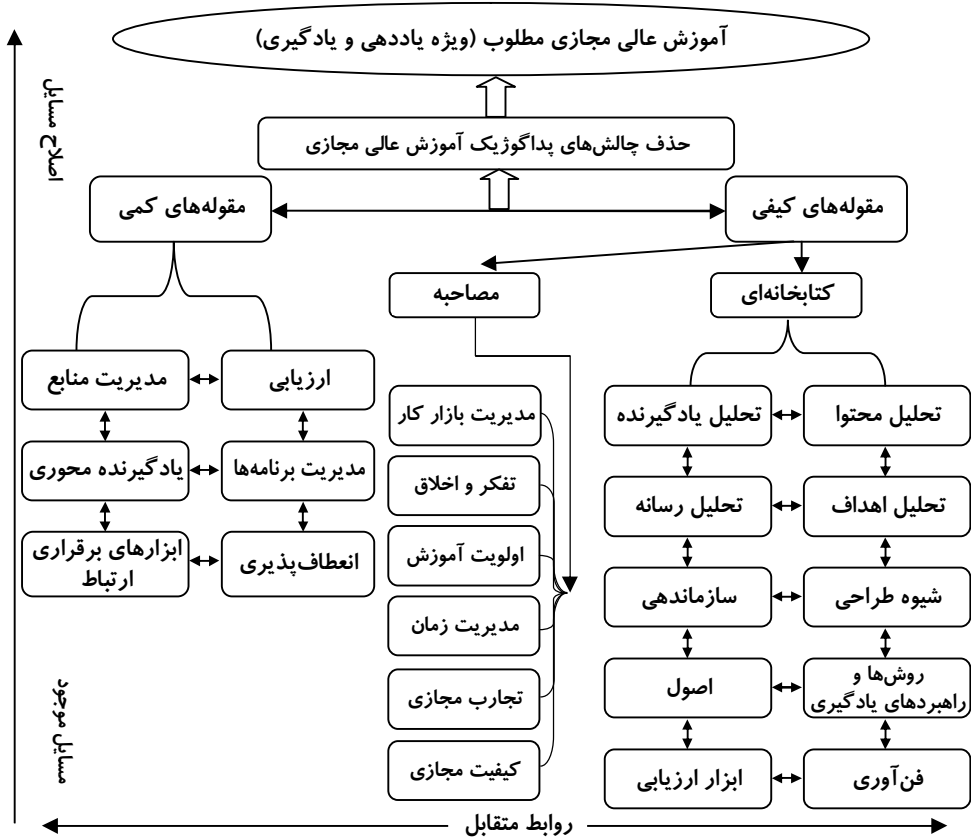 آموزش عالی مجازی مطلوب (ویژه یاددهی و یادگیری)
حذف چالش‌های پداگوژیک آموزش عالی مجازی
اصلاح مسایل
مقوله‌های کیفی
مقوله‌های کمی
کتابخانه‌ای
مصاحبه
تحلیل محتوا
تحلیل یادگیرنده
تحلیل اهداف
تحلیل رسانه
شیوه طراحی
سازماندهی
روش‌ها و
راهبردهای یادگیری
اصول
فن‌آوری
ابزار ارزیابی
مدیریت بازار کار
تفکر و اخلاق
اولویت آموزش
مدیریت زمان
تجارب مجازی
کیفیت مجازی
ارزیابی
مدیریت منابع
مدیریت برنامه‌ها
یادگیرنده محوری
انعطاف‌پذیری
ابزارهای برقراری
ارتباط
مسایل موجود
روابط متقابل